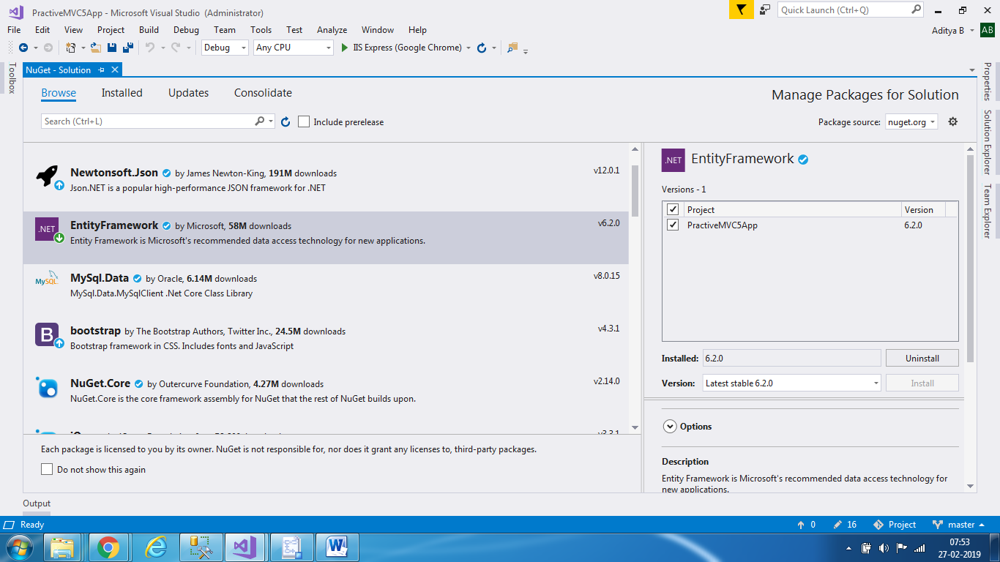 PractiveMVC5App - Microsoft Visual Studio (Administrator)
Quick Launch (Ctrl+Q)
File Edit View Project Build Debug Team Tools Test Analyze Window Help
Aditya B AB
Debug Any CPU IIS Express (Google Chrome)
Toolbox
NuGet - Solution
Browse Installed Updates Consolidate
Manage Packages for Solution
Search (Ctrl+L)
Include prerelease
Package source: nuget.org
Newtonsoft.Json by James Newton-King, 191M downloads
v12.0.1
Json.NET is a popular high-performance JSON framework for .NET
.NET
EntityFramework by Microsoft, 58M downloads
v6.2.0
Entity Framework is Microsoft's recommended data access technology for new applications.
MySQL
MySql.Data by Oracle, 6.14M downloads
v8.0.15
MySql.Data.MySqlClient .Net Core Class Library
B
bootstrap by The Bootstrap Authors, Twitter Inc., 24.5M downloads
v4.3.1
Bootstrap framework in CSS. Includes fonts and JavaScript
NuGet.Core by Outercurve Foundation, 4.27M downloads
v2.14.0
NuGet.Core is the core framework assembly for NuGet that the rest of NuGet builds upon.
Each package is licensed to you by its owner. NuGet is not responsible for, nor does it grant any licenses to, third-party packages.
Do not show this again
.NET
EntityFramework
Versions - 1
Project Version
PractiveMVC5App 6.2.0
Installed: 6.2.0 Uninstall
Version: Latest stable 6.2.0 Install
Options
Description
Entity Framework is Microsoft's recommended data access technology for
new applications.
Properties
Solution Explorer
Team Explorer
Output
Ready
0 16 Project master
W
07:53
27-02-2019